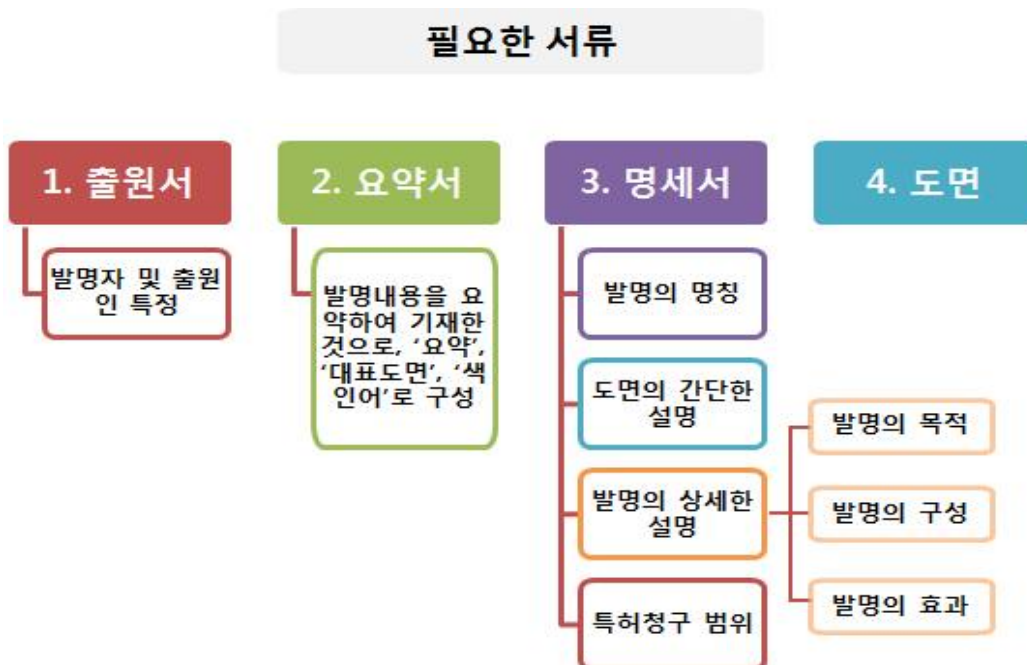 필요한 서류
1. 출원서
발명자 및 출원
인 특정
2. 요약서
발명내용을 요
약하여 기재한
것으로, ‘요약’,
‘대표도면’, ‘색
인어’로 구성
3. 명세서
발명의 명칭
도면의 간단한
설명
발명의 상세한
설명
발명의 목적
발명의 구성
발명의 효과
특허청구 범위
4. 도면